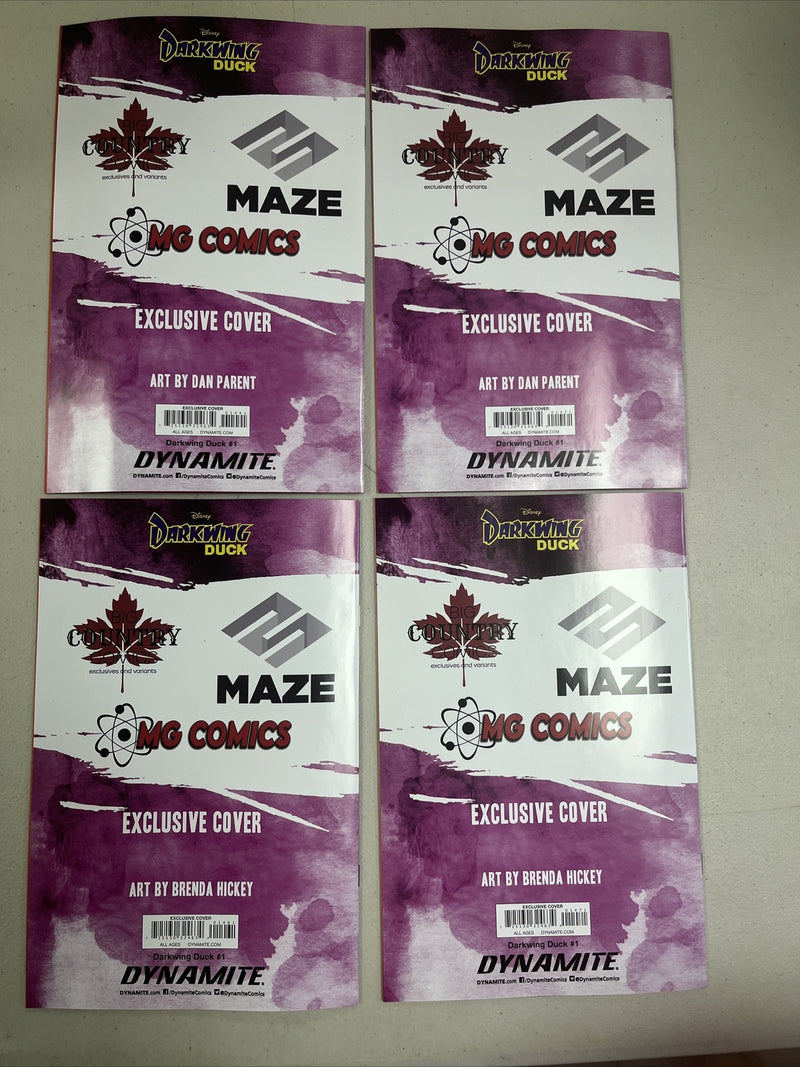 Disney
DARKWING
DUCK
BIG
COUNTRY
exclusives and variants
MAZE
OMG COMICS
EXCLUSIVE COVER
ART BY DAN PARENT
EXCLUSIVE COVER
ALL AGES DYNAMITE.COM
Darkwing Duck #1
DYNAMITE.
DYNAMITE.com /DynamiteComics @DynamiteComics
Disney
DARKWING
DUCK
BIG
COUNTRY
exclusives and variants
MAZE
OMG COMICS
EXCLUSIVE COVER
ART BY DAN PARENT
EXCLUSIVE COVER
ALL AGES DYNAMITE.COM
Darkwing Duck #1
DYNAMITE.
DYNAMITE.com /DynamiteComics @DynamiteComics
Disney
DARKWING
DUCK
BIG
COUNTRY
exclusives and variants
MAZE
OMG COMICS
EXCLUSIVE COVER
ART BY BRENDA HICKEY
EXCLUSIVE COVER
ALL AGES DYNAMITE.COM
Darkwing Duck #1
DYNAMITE.
DYNAMITE.com /DynamiteComics @DynamiteComics
Disney
DARKWING
DUCK
BIG
COUNTRY
exclusives and variants
MAZE
OMG COMICS
EXCLUSIVE COVER
ART BY BRENDA HICKEY
EXCLUSIVE COVER
ALL AGES DYNAMITE.COM
Darkwing Duck #1
DYNAMITE.
DYNAMITE.com /DynamiteComics @DynamiteComics